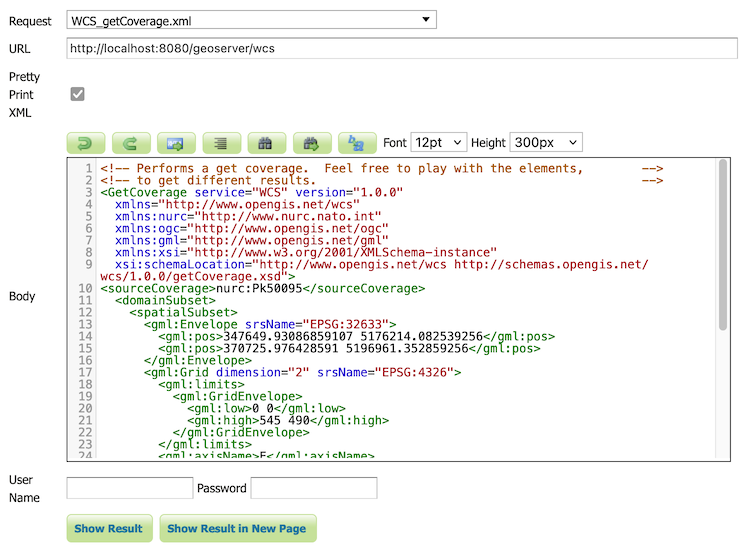 Request WCS_getCoverage.xml
URL http://localhost:8080/geoserver/wcs
Pretty
Print
XML
Font 12pt Height 300px
1 <!-- Performs a get coverage.  Feel free to play with the elements,        -->
2 <!-- to get different results.                                             -->
3 <GetCoverage service="WCS" version="1.0.0"
4   xmlns="http://www.opengis.net/wcs"
5   xmlns:nurc="http://www.nurc.nato.int"
6   xmlns:ogc="http://www.opengis.net/ogc"
7   xmlns:gml="http://www.opengis.net/gml"
8   xmlns:xsi="http://www.w3.org/2001/XMLSchema-instance"
9   xsi:schemaLocation="http://www.opengis.net/wcs http://schemas.opengis.net/
wcs/1.0.0/getCoverage.xsd">
10 <sourceCoverage>nurc:Pk50095</sourceCoverage>
11   <domainSubset>
12     <spatialSubset>
13       <gml:Envelope srsName="EPSG:32633">
14         <gml:pos>347649.93086859107 5176214.082539256</gml:pos>
15         <gml:pos>370725.976428591 5196961.352859256</gml:pos>
16       </gml:Envelope>
17       <gml:Grid dimension="2" srsName="EPSG:4326">
18         <gml:limits>
19           <gml:GridEnvelope>
20             <gml:low>0 0</gml:low>
21             <gml:high>545 490</gml:high>
22           </gml:GridEnvelope>
23         </gml:limits>
24         <gml:axisName>E</gml:axisName>
Body
User
Name
Password
Show Result Show Result in New Page